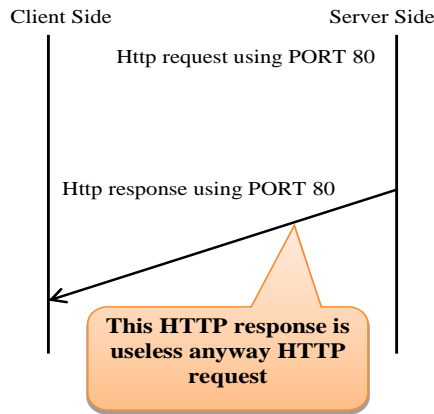 Client Side
Server Side
Http request using PORT 80
Http response using PORT 80
This HTTP response is
useless anyway HTTP
request